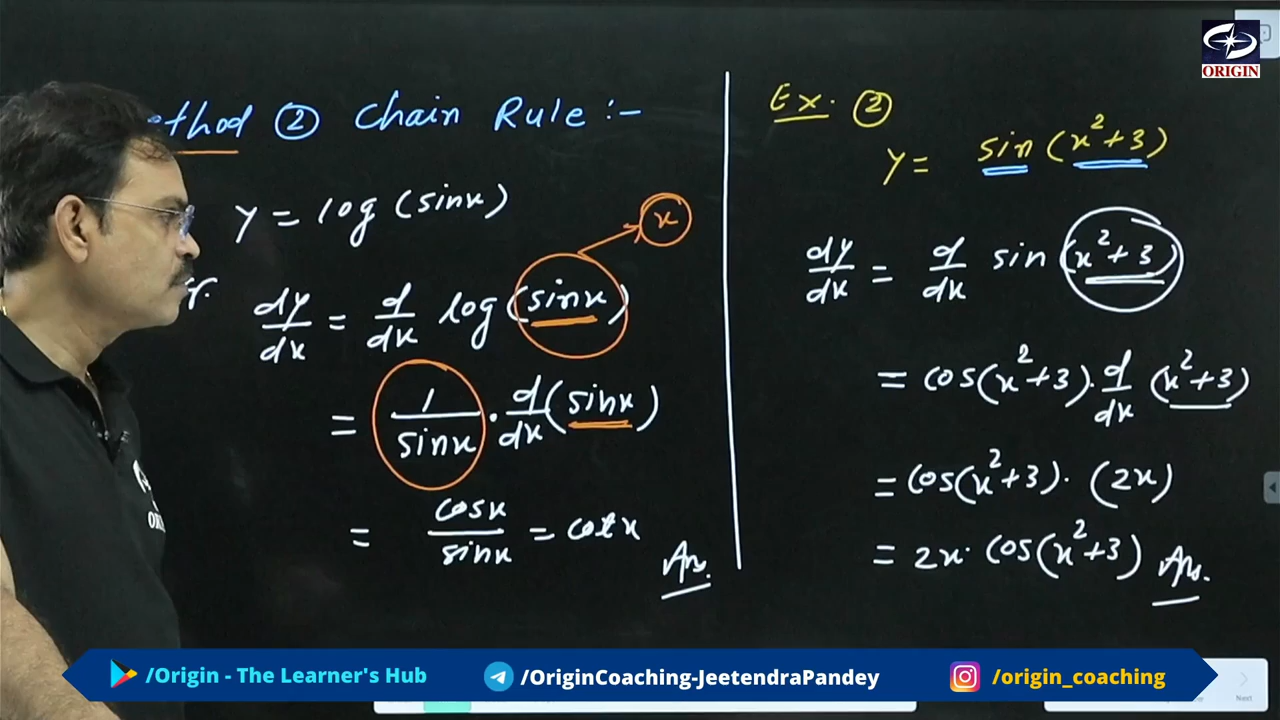 ethod ② Chain Rule :-
y = log (sinx)
x
dy/dx = d/dx log (sinx)
= 1/sinx · d/dx (sinx)
= cosx/sinx = cotx
Ans.
Ex. ②
y = sin (x²+3)
dy/dx = d/dx sin (x²+3)
= cos(x²+3) · d/dx (x²+3)
= cos(x²+3) · (2x)
= 2x · cos(x²+3) Ans.
ORIGIN
/Origin - The Learner's Hub
/OriginCoaching-JeetendraPandey
/origin_coaching
Next